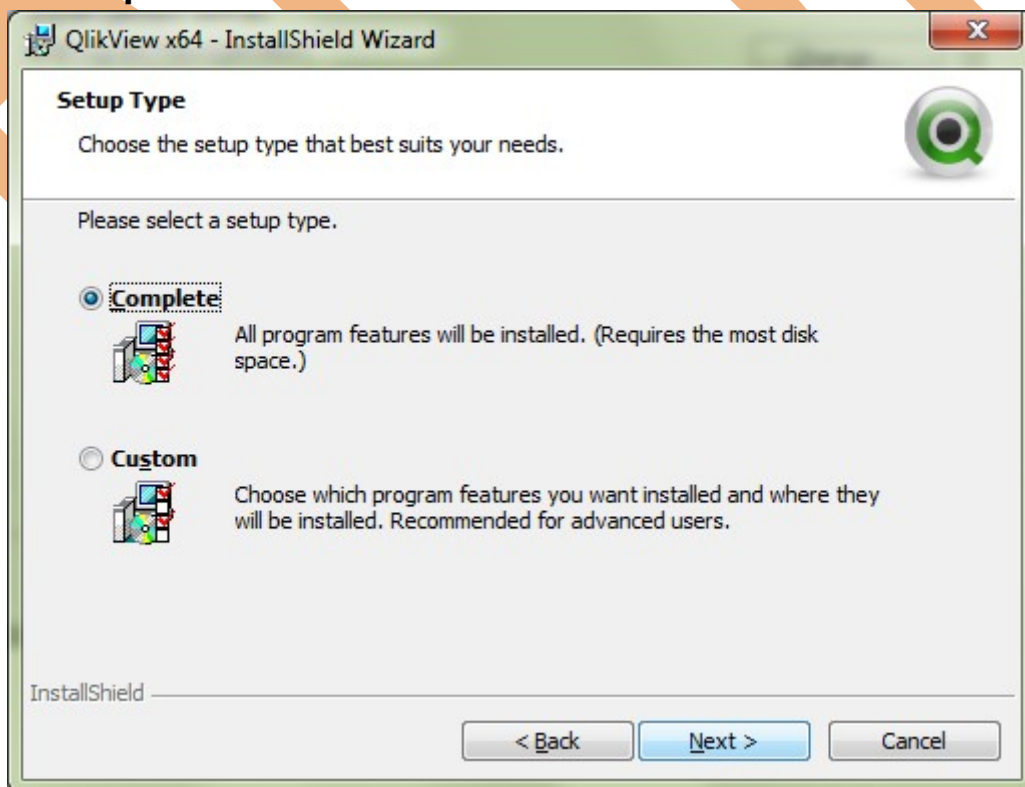 QlikView x64 - InstallShield Wizard
Setup Type
Choose the setup type that best suits your needs.
Please select a setup type.
Complete
All program features will be installed. (Requires the most disk
space.)
Custom
Choose which program features you want installed and where they
will be installed. Recommended for advanced users.
InstallShield
< Back Next > Cancel